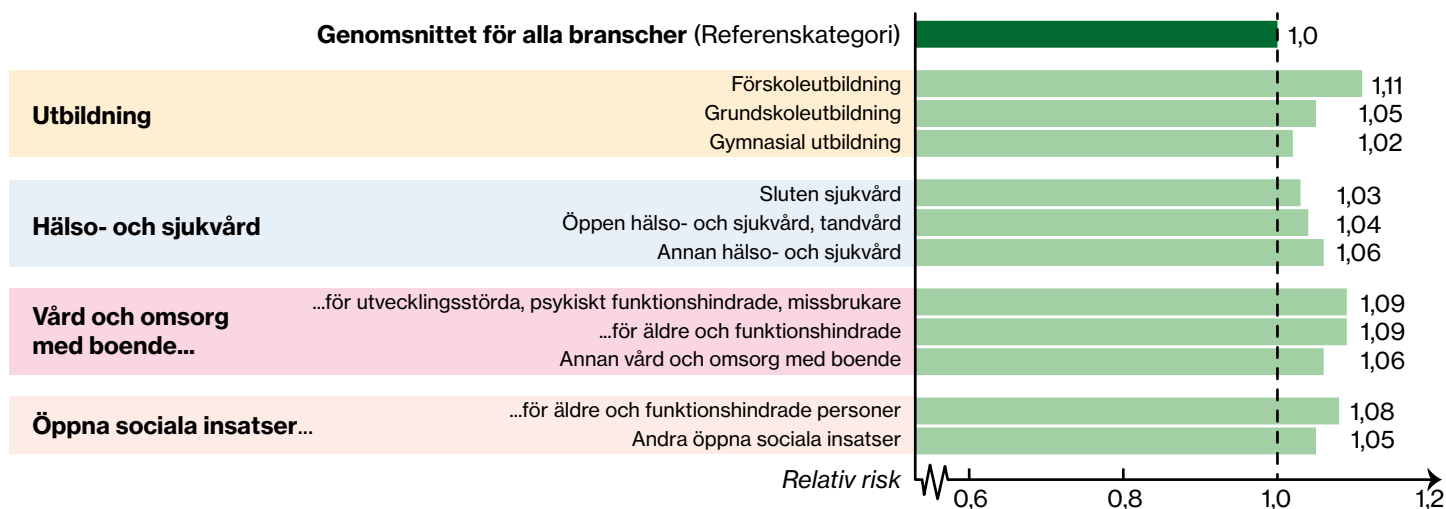 Genomsnittet för alla branscher (Referenskategori) 1,0
Utbildning
Förskoleutbildning 1,11
Grundskoleutbildning 1,05
Gymnasial utbildning 1,02
Hälso- och sjukvård
Sluten sjukvård 1,03
Öppen hälso- och sjukvård, tandvård 1,04
Annan hälso- och sjukvård 1,06
Vård och omsorg
med boende...
...för utvecklingsstörda, psykiskt funktionshindrade, missbrukare 1,09
...för äldre och funktionshindrade 1,09
Annan vård och omsorg med boende 1,06
Öppna sociala insatser...
...för äldre och funktionshindrade personer 1,08
Andra öppna sociala insatser 1,05
Relativ risk 0,6 0,8 1,0 1,2